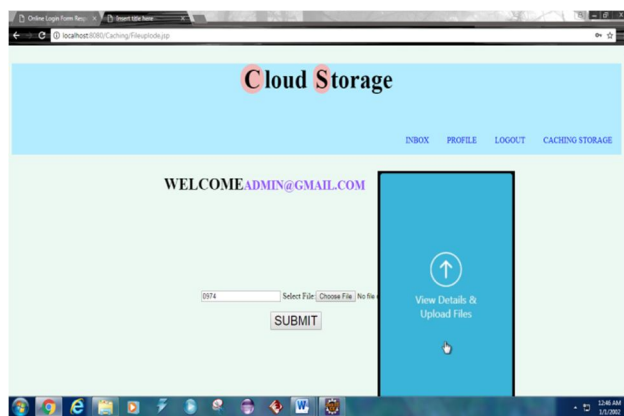 Online Login Form Resp
Insert title here
localhost:8080/Caching/Fileuplode.jsp
Cloud Storage
INBOX PROFILE LOGOUT CACHING STORAGE
WELCOMEADMIN@GMAIL.COM
0974 Select File: Choose File No file
SUBMIT
View Details &
Upload Files
12:46 AM
1/1/2002